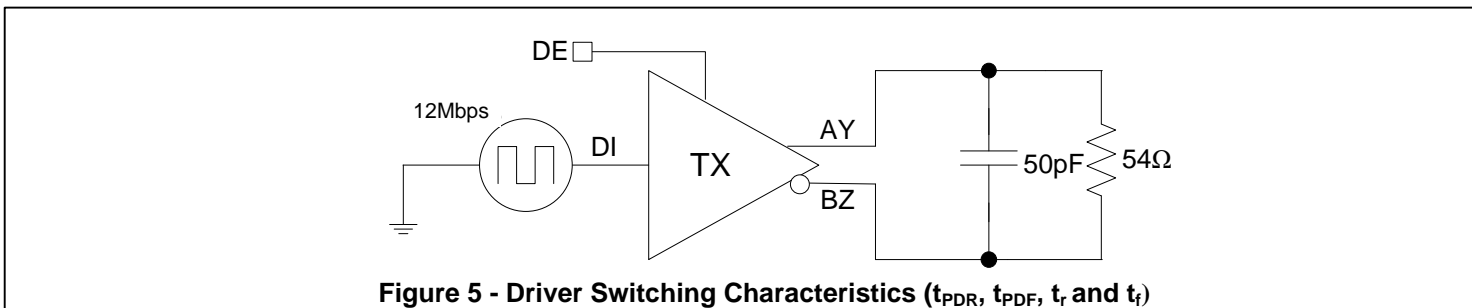 DE
12Mbps
DI
TX
AY
BZ
50pF
54Ω
Figure 5 - Driver Switching Characteristics (tPDR, tPDF, tr and tf)